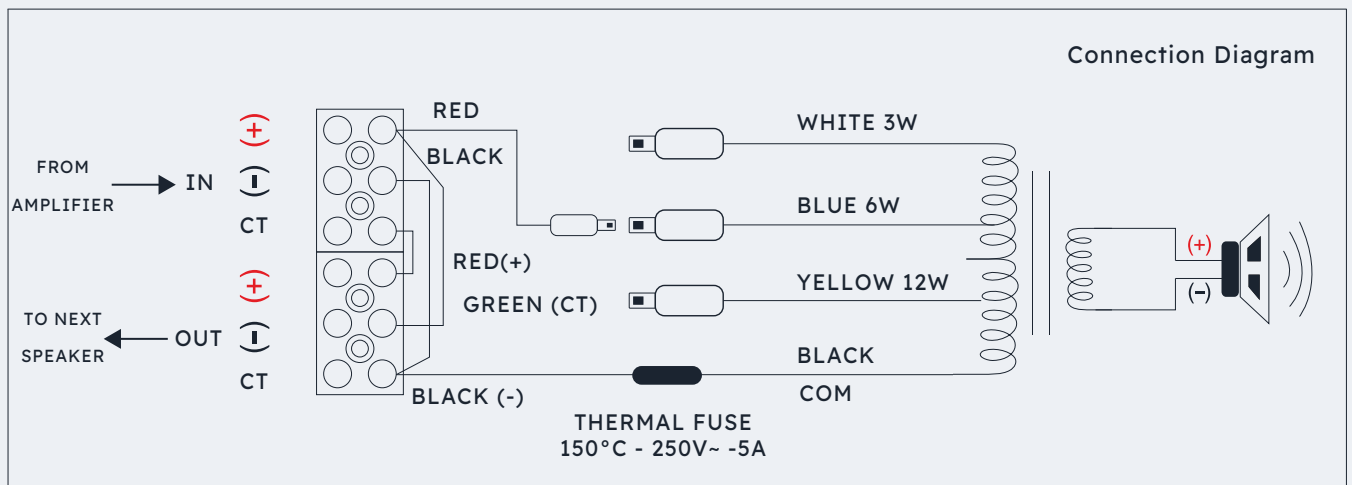 Connection Diagram
RED
WHITE 3W
(+)
BLACK
FROM
AMPLIFIER
IN
(-)
CT
BLUE 6W
(+)
RED(+)
(+)
YELLOW 12W
(-)
GREEN (CT)
TO NEXT
SPEAKER
OUT
(-)
CT
BLACK
COM
BLACK (-)
THERMAL FUSE
150°C - 250V~ -5A